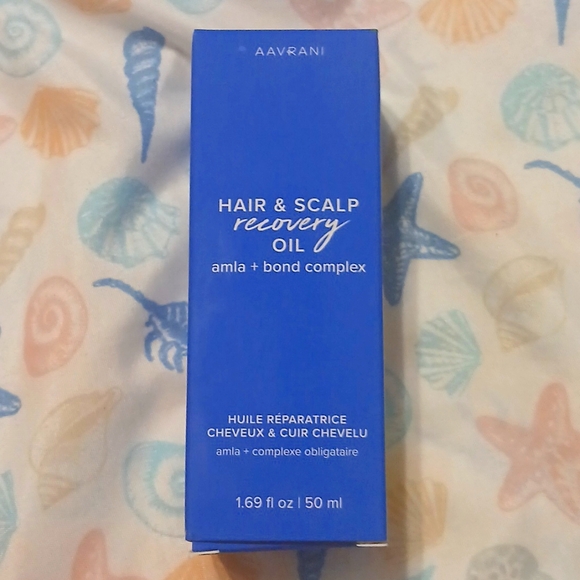 AAVRANI
HAIR & SCALP
recovery
OIL
amla + bond complex
HUILE RÉPARATRICE
CHEVEUX & CUIR CHEVELU
amla + complexe obligataire
1.69 fl oz | 50 ml